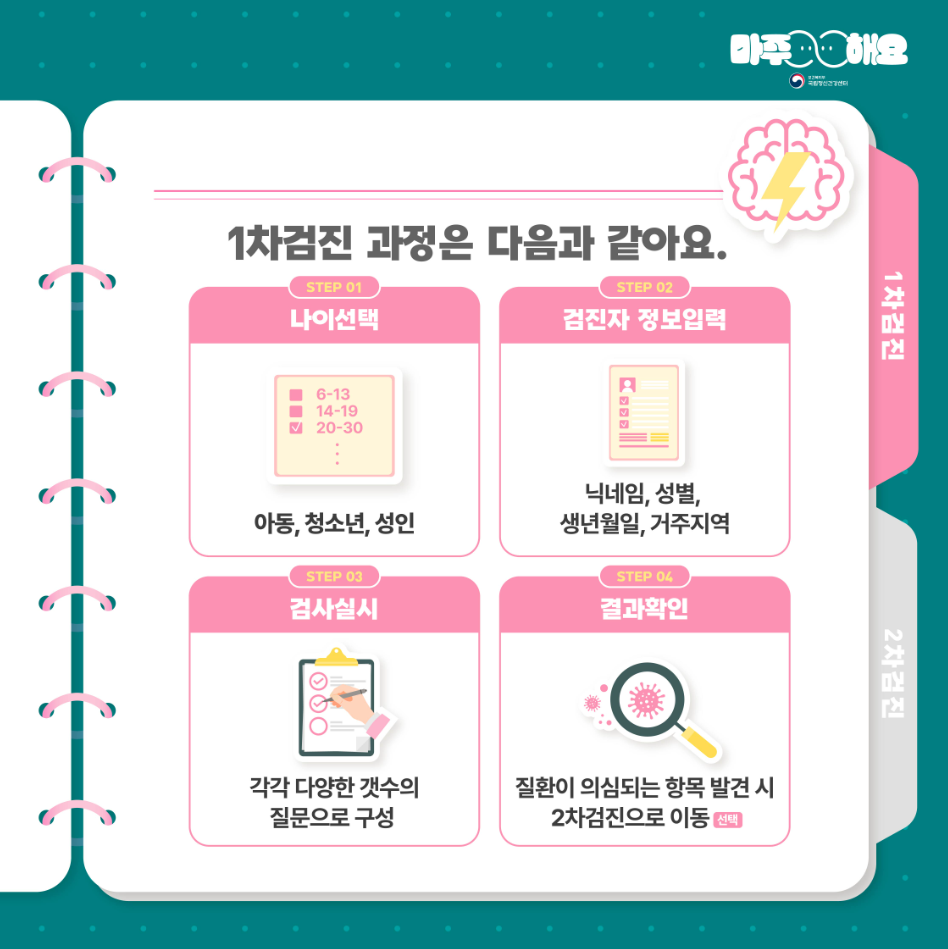 마주해요
보건복지부
국립정신건강센터
1차검진 과정은 다음과 같아요.
STEP 01
나이선택
6-13
14-19
20-30
아동, 청소년, 성인
STEP 02
검진자 정보입력
닉네임, 성별,
생년월일, 거주지역
STEP 03
검사실시
각각 다양한 갯수의
질문으로 구성
STEP 04
결과확인
질환이 의심되는 항목 발견 시
2차검진으로 이동 선택
1차검진
2차검진